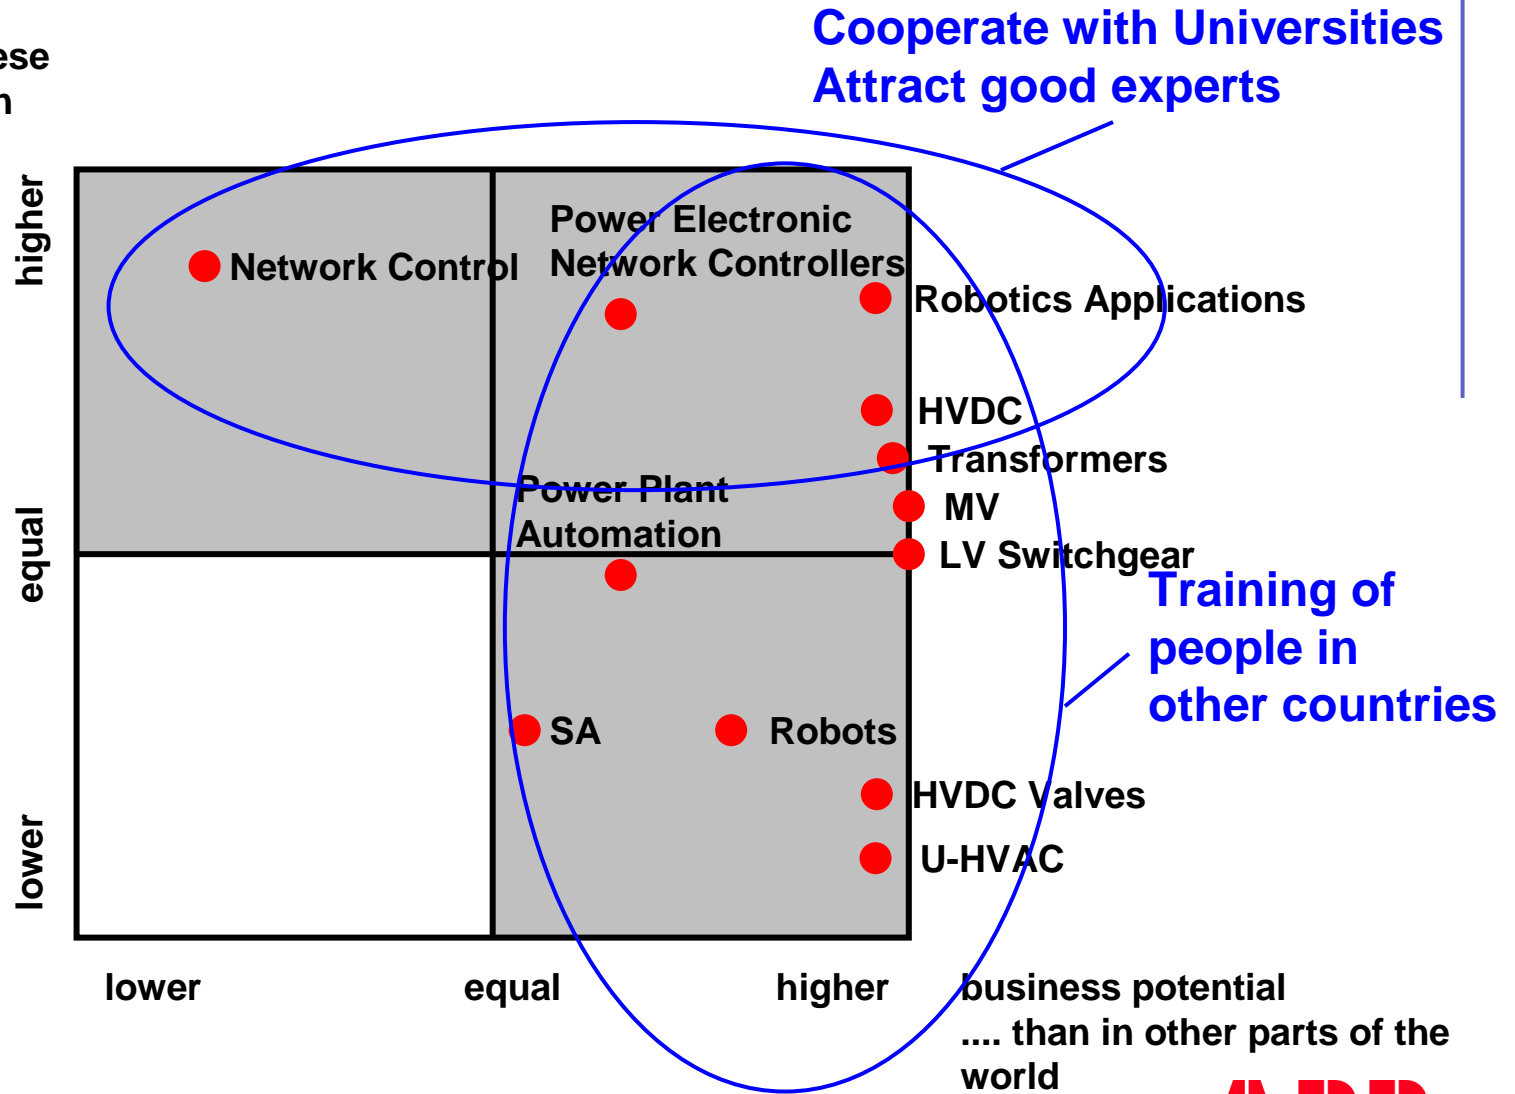 Cooperate with Universities
Attract good experts
higher
Power Electronic
Network Controllers
Network Control
Robotics Applications
HVDC
Transformers
Power Plant
Automation
MV
equal
LV Switchgear
Training of
people in
other countries
SA
Robots
HVDC Valves
lower
U-HVAC
lower
equal
higher
business potential
.... than in other parts of the
world